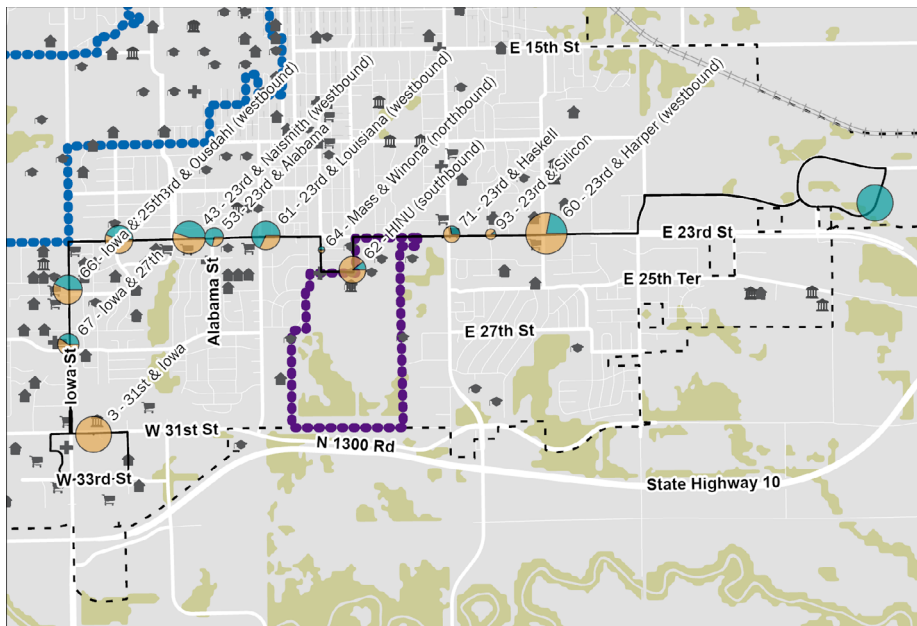 E 15th St
66 - Iowa & 25th
3rd & Ousdahl (westbound)
43 - 23rd & Naismith (westbound)
53 - 23rd & Alabama
61 - 23rd & Louisiana (westbound)
64 - Mass & Winona (northbound)
62 - HINU (southbound)
71 - 23rd & Haskell
93 - 23rd & Silicon
60 - 23rd & Harper (westbound)
E 23rd St
67 - Iowa & 27th
Alabama St
E 25th Ter
E 27th St
Iowa St
3 - 31st & Iowa
W 31st St
N 1300 Rd
W 33rd St
State Highway 10